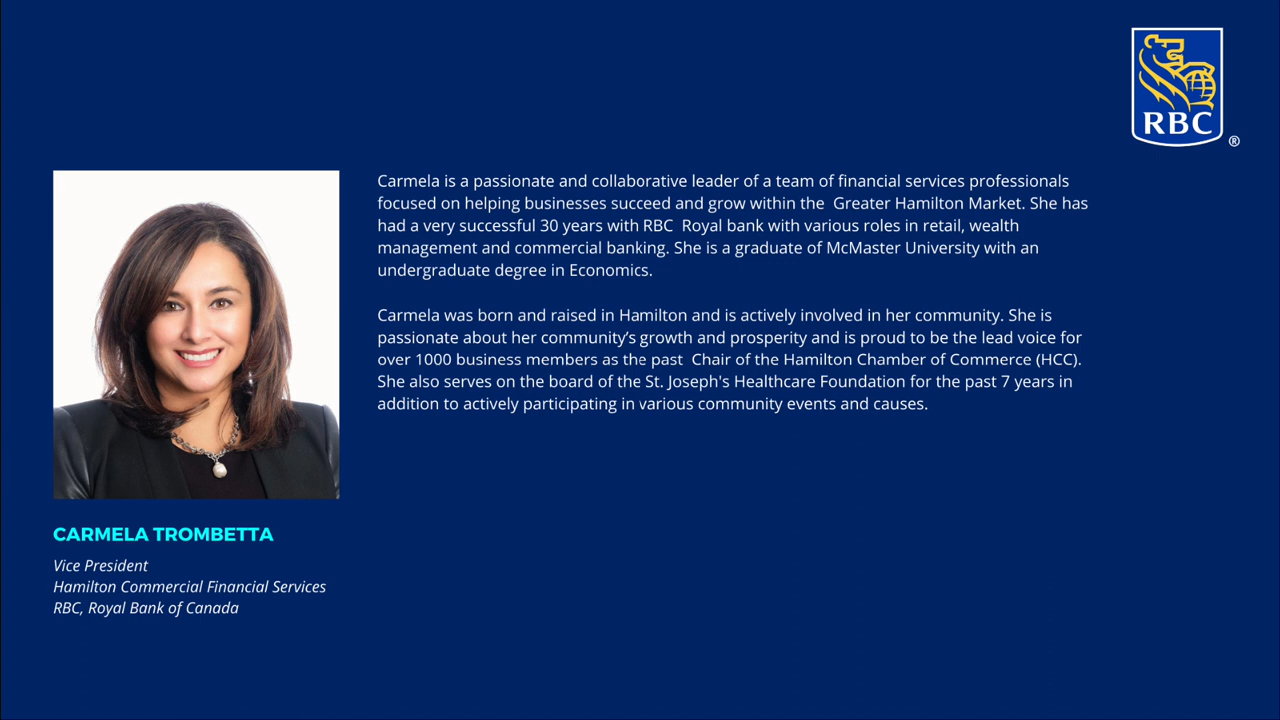 RBC
®
Carmela is a passionate and collaborative leader of a team of financial services professionals
focused on helping businesses succeed and grow within the  Greater Hamilton Market. She has
had a very successful 30 years with RBC  Royal bank with various roles in retail, wealth
management and commercial banking. She is a graduate of McMaster University with an
undergraduate degree in Economics.
Carmela was born and raised in Hamilton and is actively involved in her community. She is
passionate about her community’s growth and prosperity and is proud to be the lead voice for
over 1000 business members as the past  Chair of the Hamilton Chamber of Commerce (HCC).
She also serves on the board of the St. Joseph's Healthcare Foundation for the past 7 years in
addition to actively participating in various community events and causes.
CARMELA TROMBETTA
Vice President
Hamilton Commercial Financial Services
RBC, Royal Bank of Canada